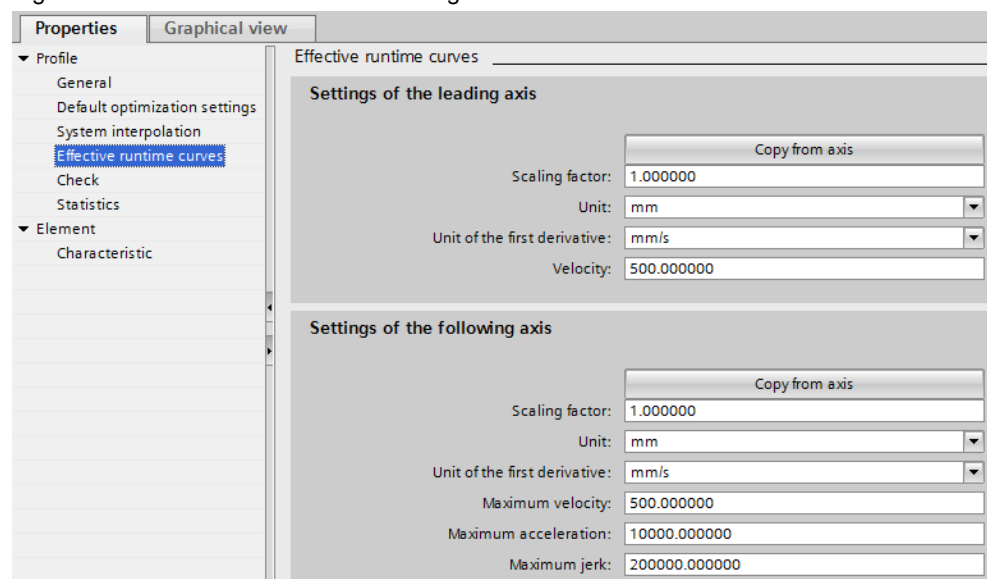 Properties
Graphical view
Profile
General
Default optimization settings
System interpolation
Effective runtime curves
Check
Statistics
Element
Characteristic
Effective runtime curves
Settings of the leading axis
Copy from axis
Scaling factor: 1.000000
Unit: mm
Unit of the first derivative: mm/s
Velocity: 500.000000
Settings of the following axis
Copy from axis
Scaling factor: 1.000000
Unit: mm
Unit of the first derivative: mm/s
Maximum velocity: 500.000000
Maximum acceleration: 10000.000000
Maximum jerk: 200000.000000